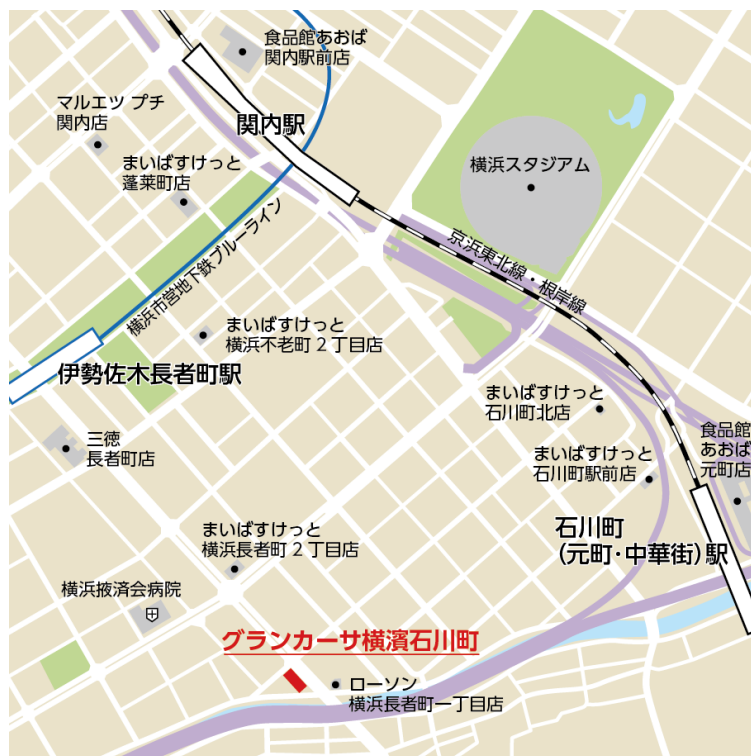 食品館あおば
関内駅前店
マルエツ プチ
関内店
関内駅
まいばすけっと
蓬莱町店
横浜スタジアム
横浜市営地下鉄ブルーライン
京浜東北線・根岸線
まいばすけっと
横浜不老町2丁目店
伊勢佐木長者町駅
まいばすけっと
石川町北店
三徳
長者町店
食品館
あおば
元町店
まいばすけっと
石川町駅前店
まいばすけっと
横浜長者町2丁目店
石川町
(元町・中華街)駅
横浜掖済会病院
グランカーサ横濱石川町
ローソン
横浜長者町一丁目店